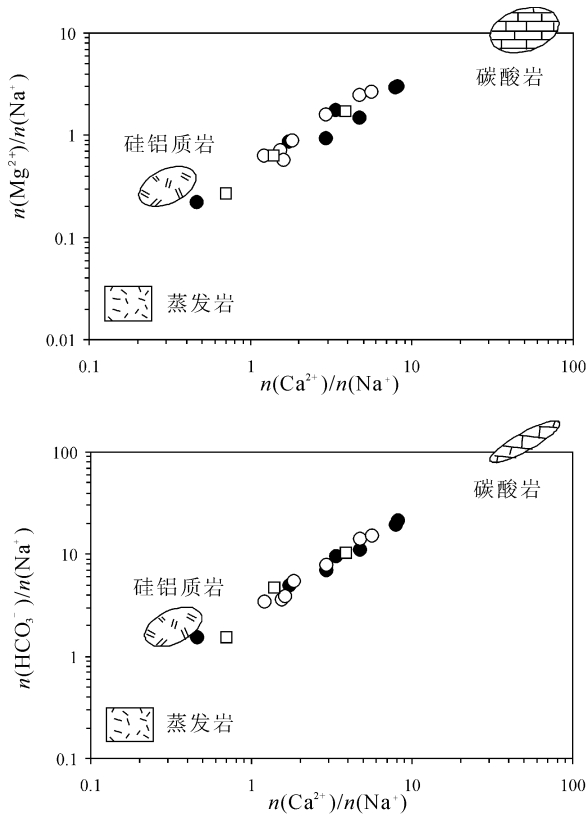 10
碳酸岩
1
硅铝质岩
0.1
蒸发岩
0.01
0.1 1 10 100
n(Mg²⁺)/n(Na⁺)
n(Ca²⁺)/n(Na⁺)
100
碳酸岩
10
硅铝质岩
1
蒸发岩
0.1
0.1 1 10 100
n(HCO₃⁻)/n(Na⁺)
n(Ca²⁺)/n(Na⁺)